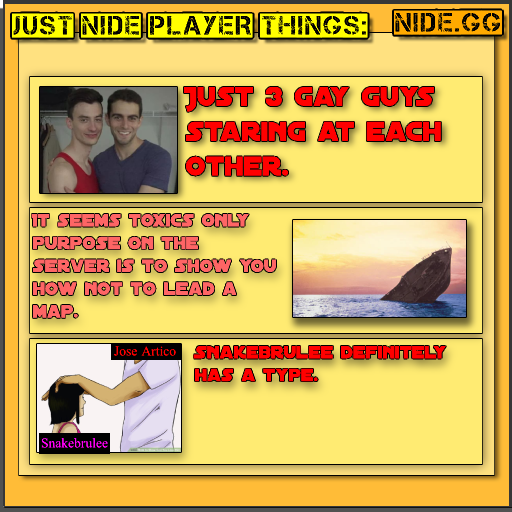 JUST NIDE PLAYER THINGS:
NIDE.GG
JUST 3 GAY GUYS
STARING AT EACH
OTHER.
IT SEEMS TOXICS ONLY
PURPOSE ON THE
SERVER IS TO SHOW YOU
HOW NOT TO LEAD A
MAP.
Jose Artico
Snakebrulee
SNAKEBRULEE DEFINITELY
HAS A TYPE.